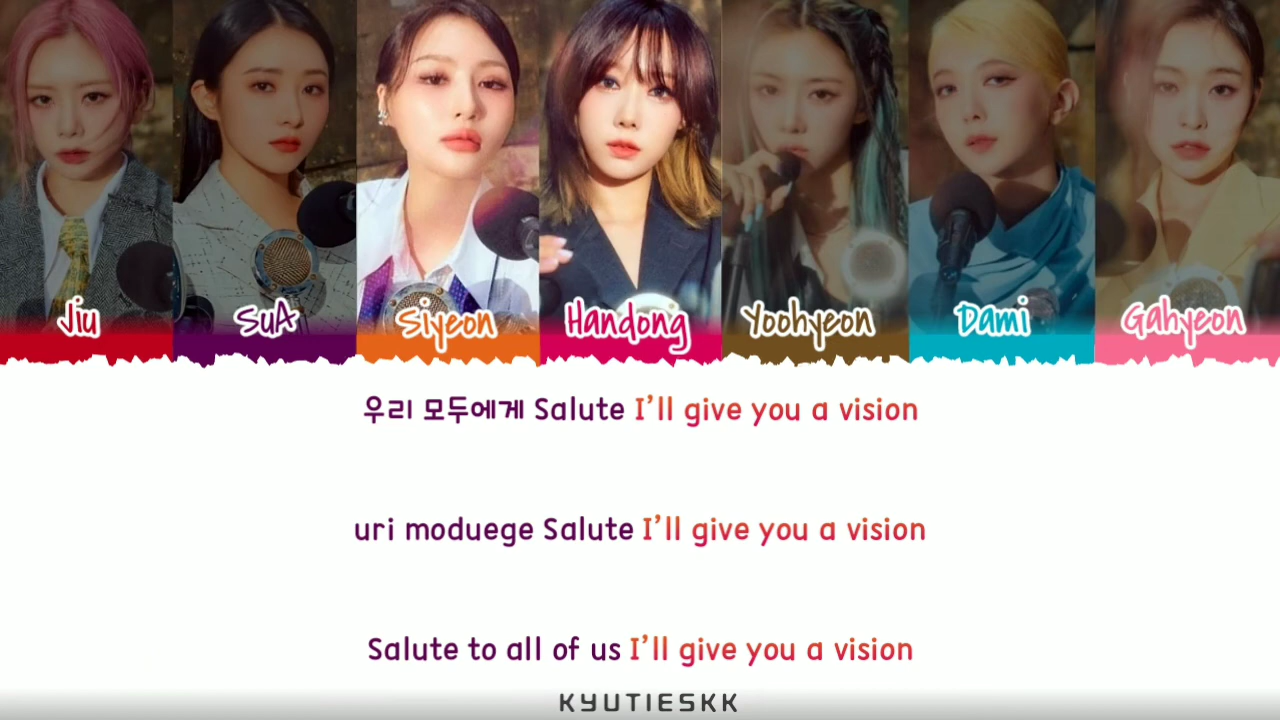 Jiu SuA Siyeon Handong Yoohyeon Dami Gahyeon
우리 모두에게 Salute I'll give you a vision
uri moduege Salute I'll give you a vision
Salute to all of us I'll give you a vision
KYUTIESKK